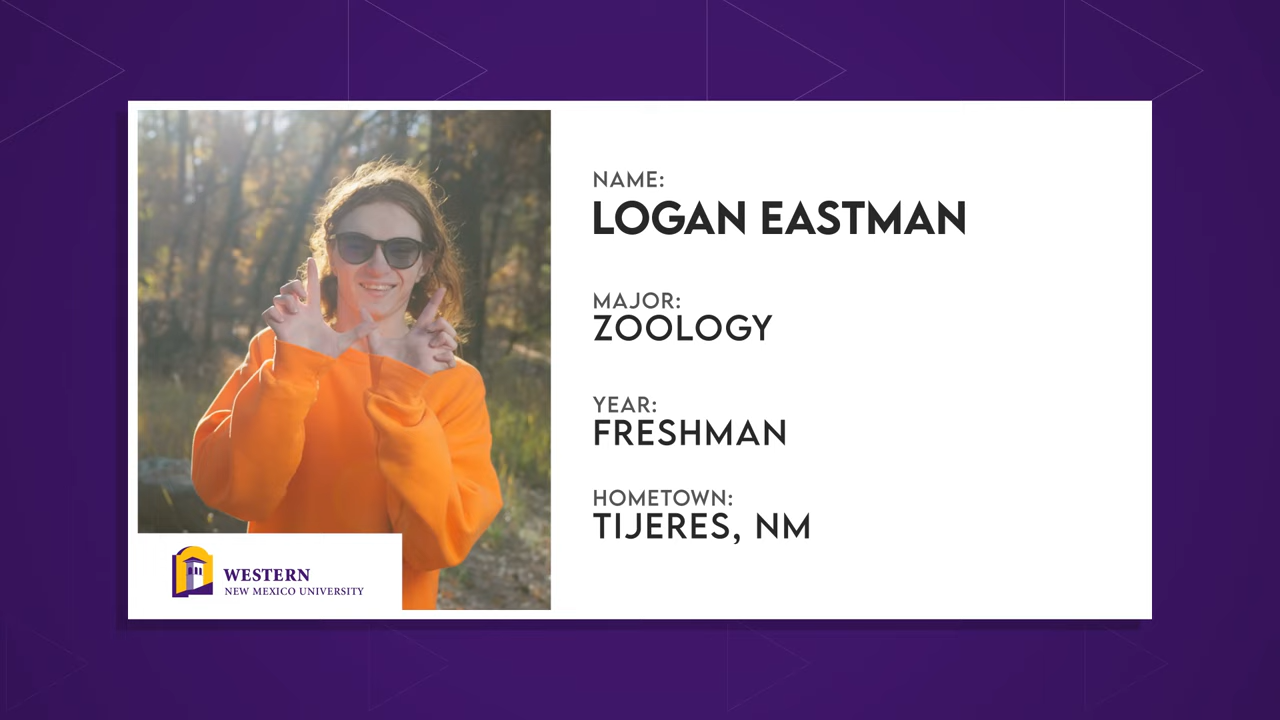 NAME:
LOGAN EASTMAN
MAJOR:
ZOOLOGY
YEAR:
FRESHMAN
HOMETOWN:
TIJERES, NM
WESTERN
NEW MEXICO UNIVERSITY